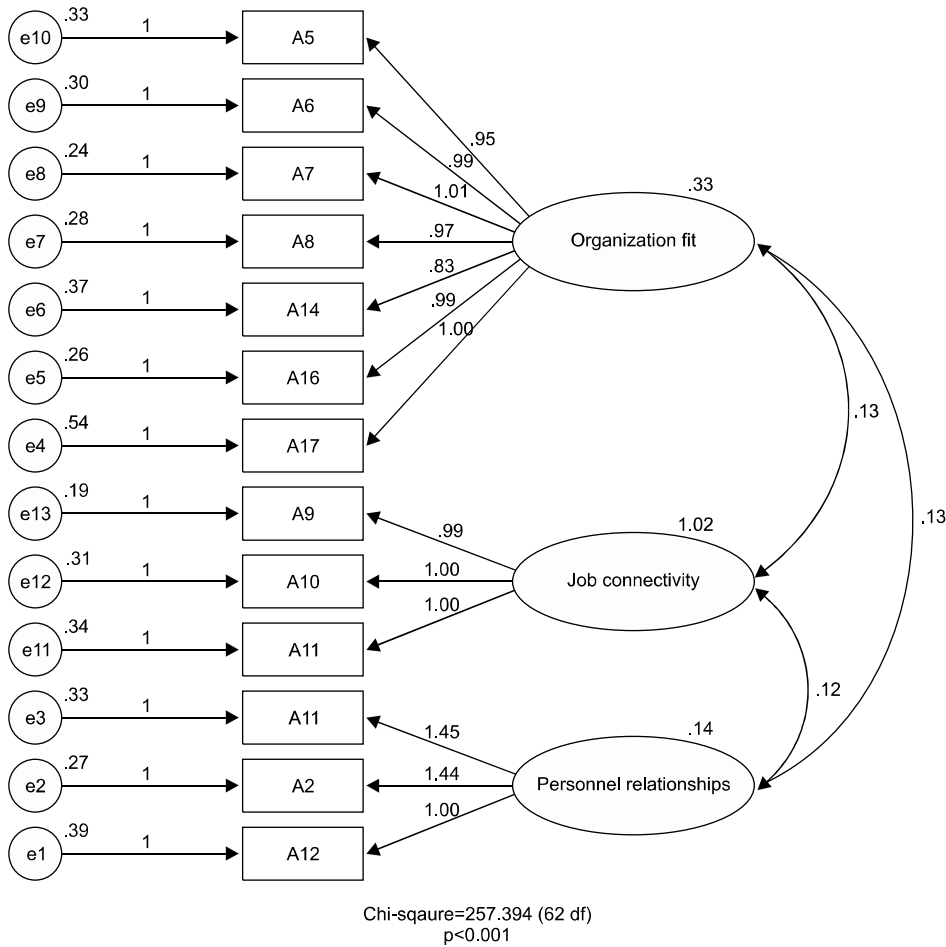 .33
e10
1
A5
.30
e9
1
A6
.24
e8
1
A7
.28
e7
1
A8
.37
e6
1
A14
.26
e5
1
A16
.54
e4
1
A17
.19
e13
1
A9
.31
e12
1
A10
.34
e11
1
A11
.33
e3
1
A11
.27
e2
1
A2
.39
e1
1
A12
.95
.99
1.01
.97
.83
.99
1.00
.33
Organization fit
.99
1.00
1.00
1.02
Job connectivity
1.45
1.44
1.00
.14
Personnel relationships
.13
.13
.12
Chi-sqaure=257.394 (62 df)
p<0.001